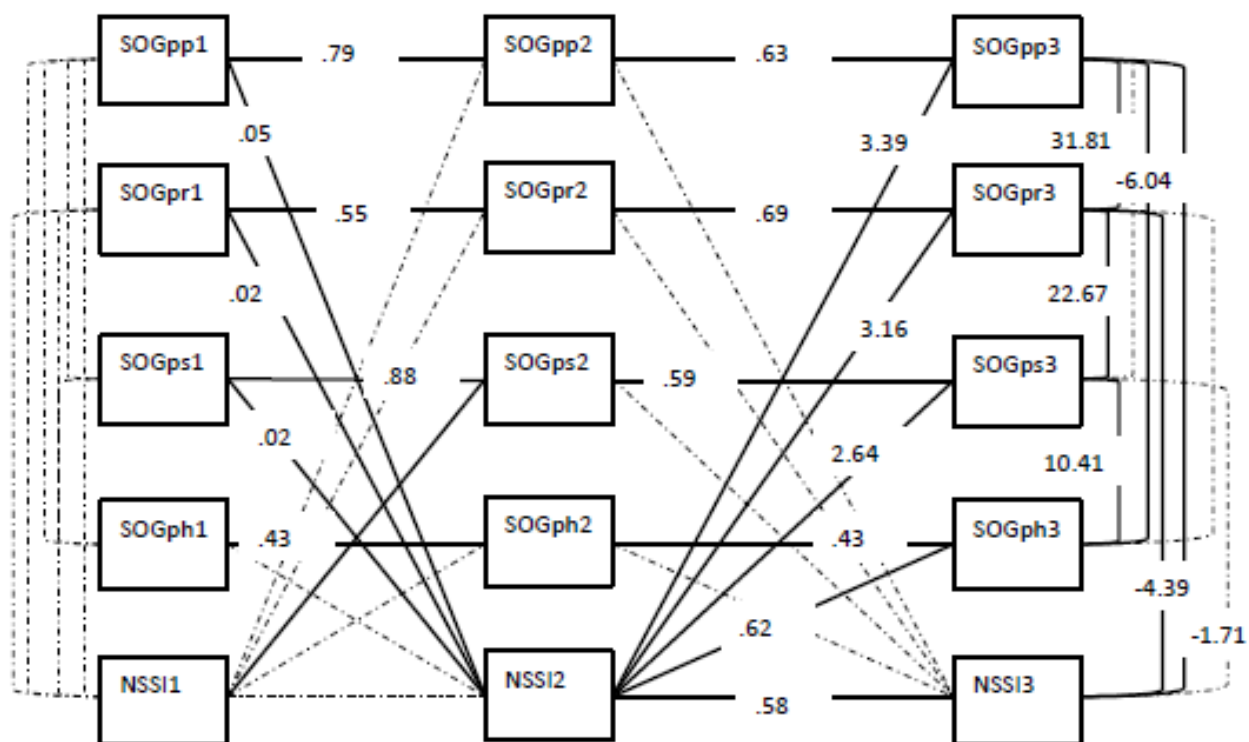 SOGpp1
.79
SOGpp2
.63
SOGpp3
.05
3.39
31.81
-6.04
SOGpr1
.55
SOGpr2
.69
SOGpr3
.02
3.16
22.67
SOGps1
.88
SOGps2
.59
SOGps3
.02
2.64
10.41
SOGph1
.43
SOGph2
.43
SOGph3
-4.39
.62
-1.71
NSSI1
NSSI2
.58
NSSI3